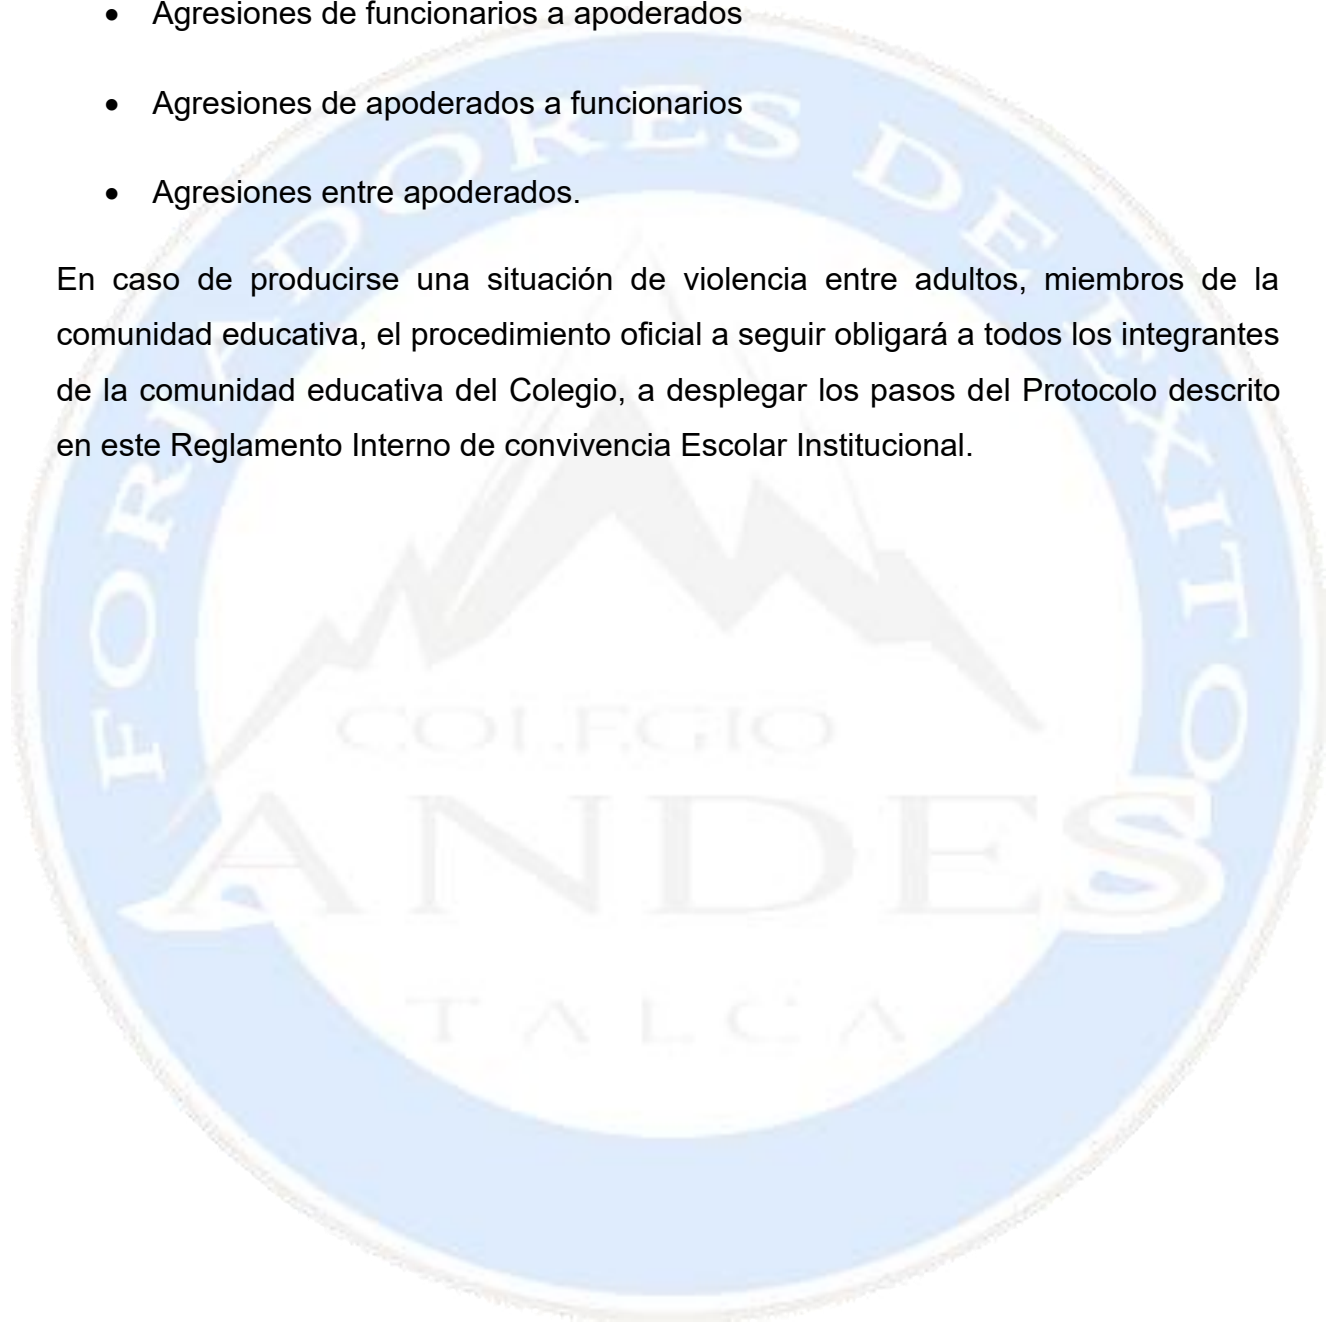 • Agresiones de funcionarios a apoderados
• Agresiones de apoderados a funcionarios
• Agresiones entre apoderados.
En caso de producirse una situación de violencia entre adultos, miembros de la
comunidad educativa, el procedimiento oficial a seguir obligará a todos los integrantes
de la comunidad educativa del Colegio, a desplegar los pasos del Protocolo descrito
en este Reglamento Interno de convivencia Escolar Institucional.
FORJADORES DE EXITO
COLEGIO
ANDES
TALCA